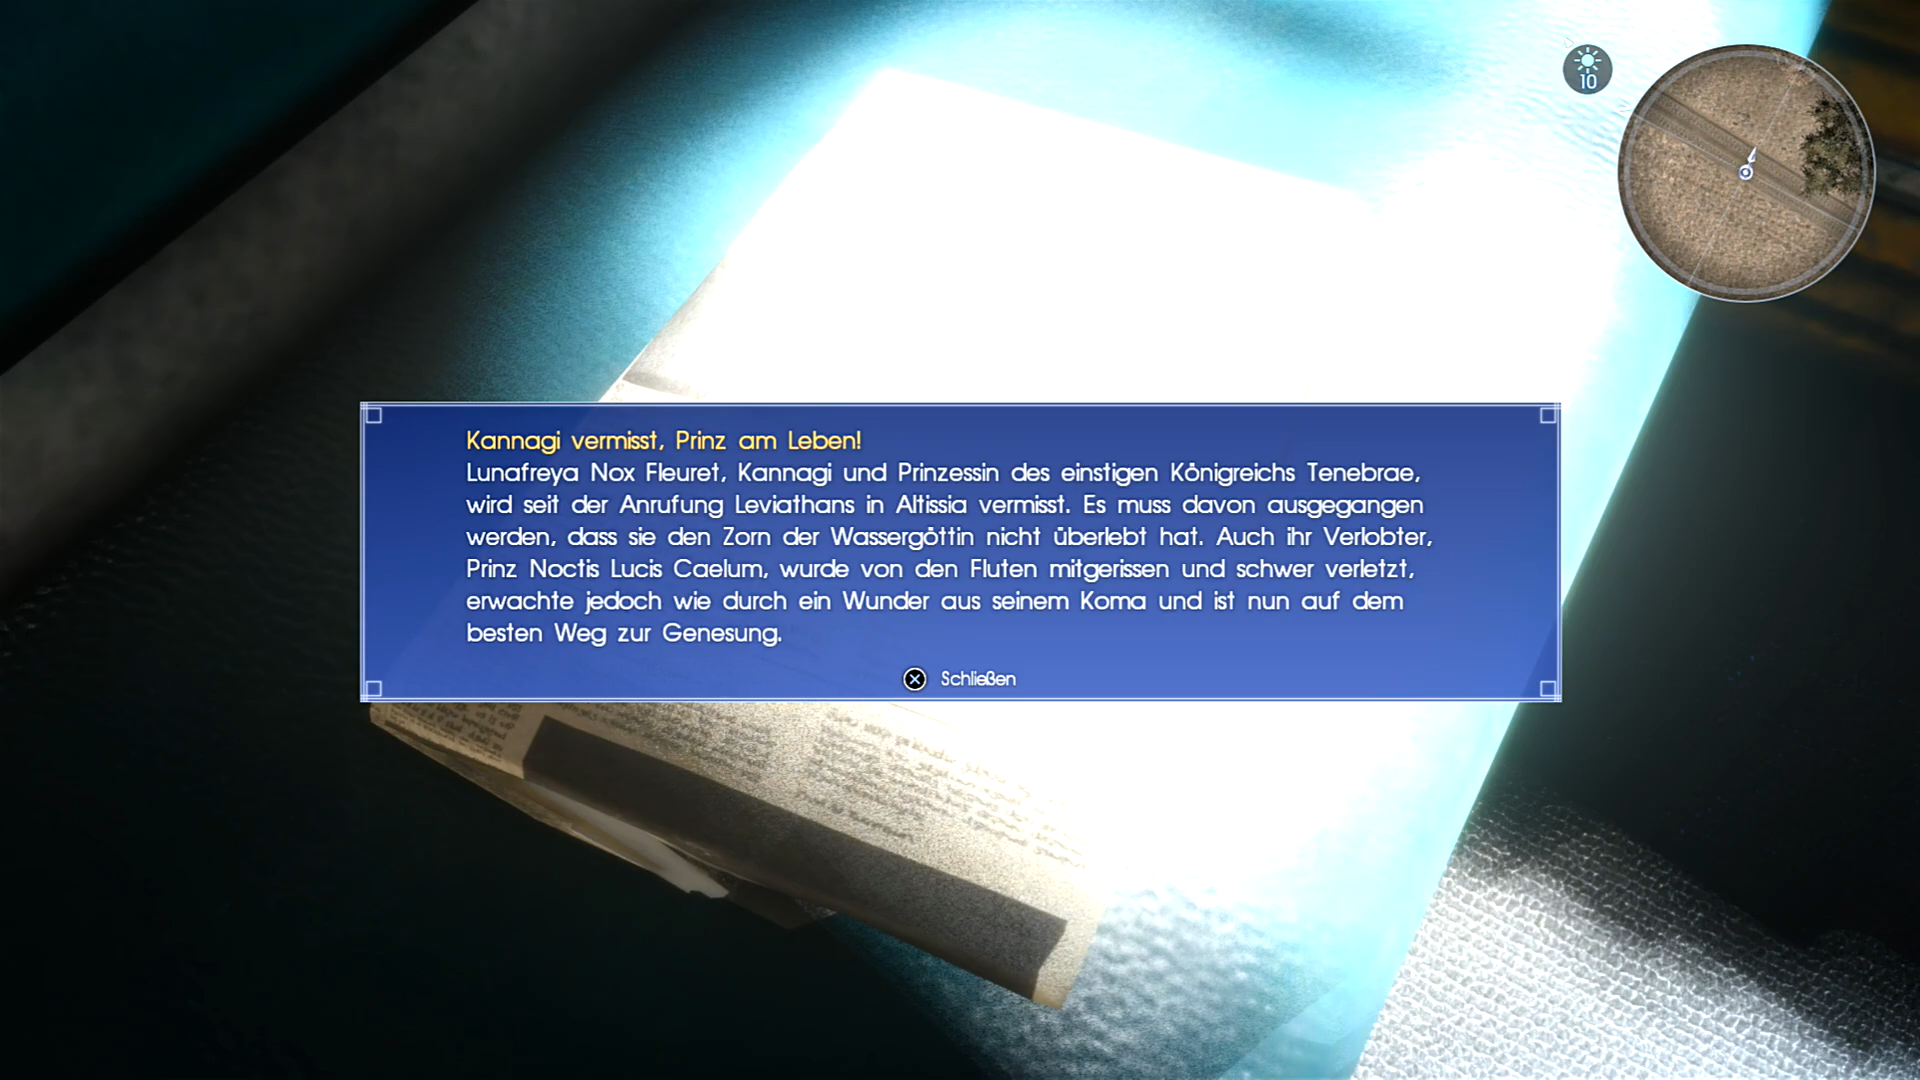 10
Kannagi vermisst, Prinz am Leben!
Lunafreya Nox Fleuret, Kannagi und Prinzessin des einstigen Königreichs Tenebrae,
wird seit der Anrufung Leviathans in Altissia vermisst. Es muss davon ausgegangen
werden, dass sie den Zorn der Wassergöttin nicht überlebt hat. Auch ihr Verlobter,
Prinz Noctis Lucis Caelum, wurde von den Fluten mitgerissen und schwer verletzt,
erwachte jedoch wie durch ein Wunder aus seinem Koma und ist nun auf dem
besten Weg zur Genesung.
Schließen